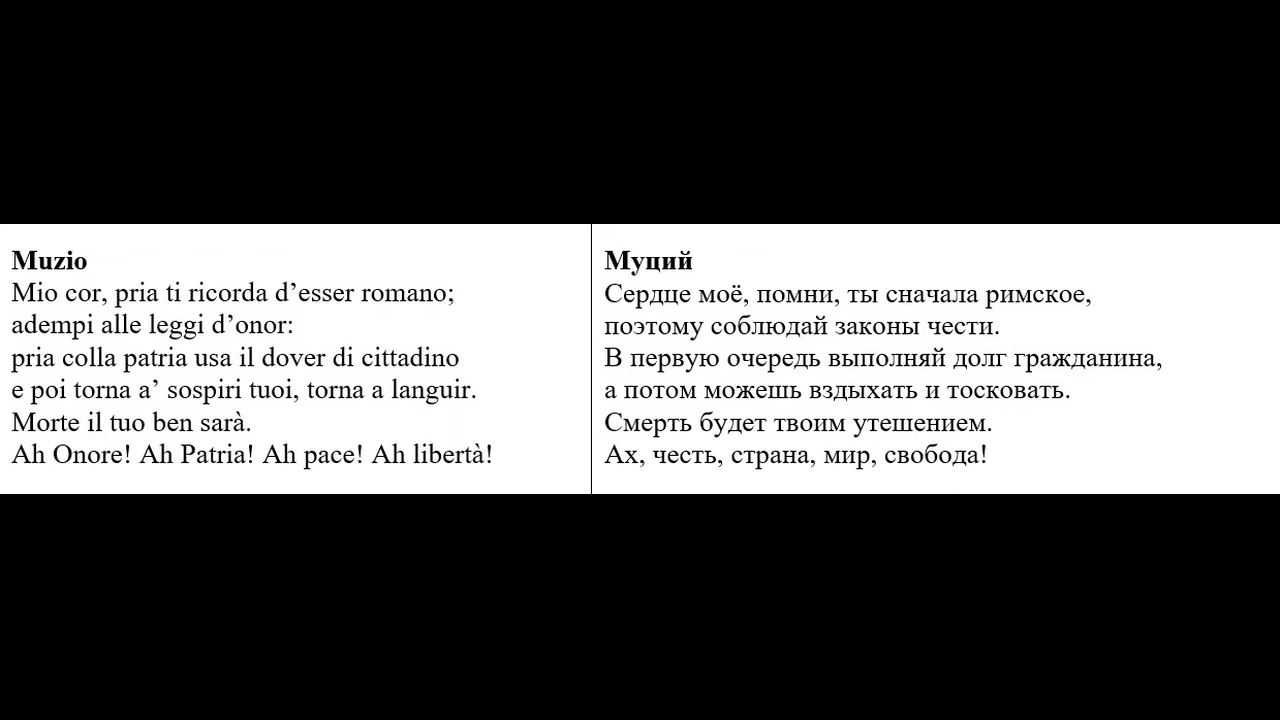 Muzio
Mio cor, pria ti ricorda d’esser romano;
adempi alle leggi d’onor:
pria colla patria usa il dover di cittadino
e poi torna a’ sospiri tuoi, torna a languir.
Morte il tuo ben sarà.
Ah Onore! Ah Patria! Ah pace! Ah libertà!
Муций
Сердце моё, помни, ты сначала римское,
поэтому соблюдай законы чести.
В первую очередь выполняй долг гражданина,
а потом можешь вздыхать и тосковать.
Смерть будет твоим утешением.
Ах, честь, страна, мир, свобода!